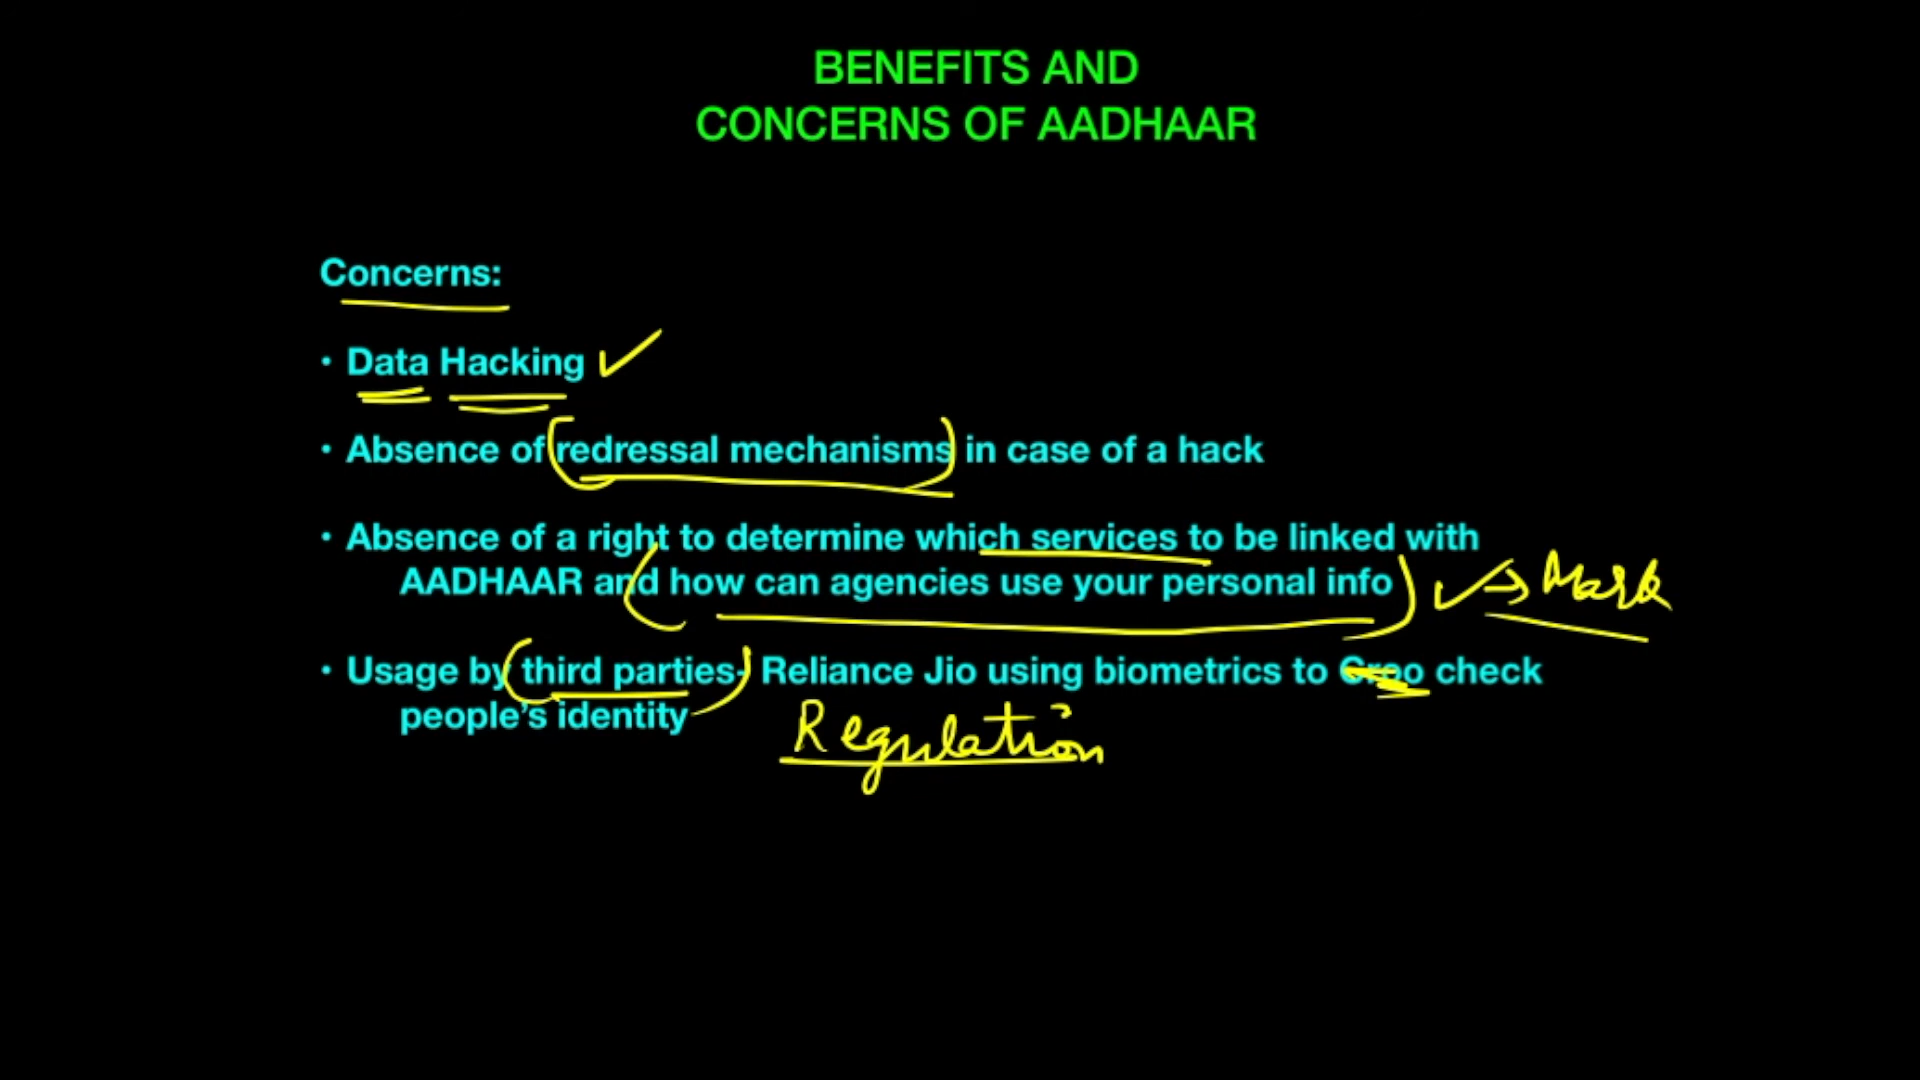 BENEFITS AND
CONCERNS OF AADHAAR
Concerns:
• Data Hacking
• Absence of redressal mechanisms in case of a hack
• Absence of a right to determine which services to be linked with
AADHAAR and how can agencies use your personal info
Mark
• Usage by third parties- Reliance Jio using biometrics to check
people's identity
Regulation